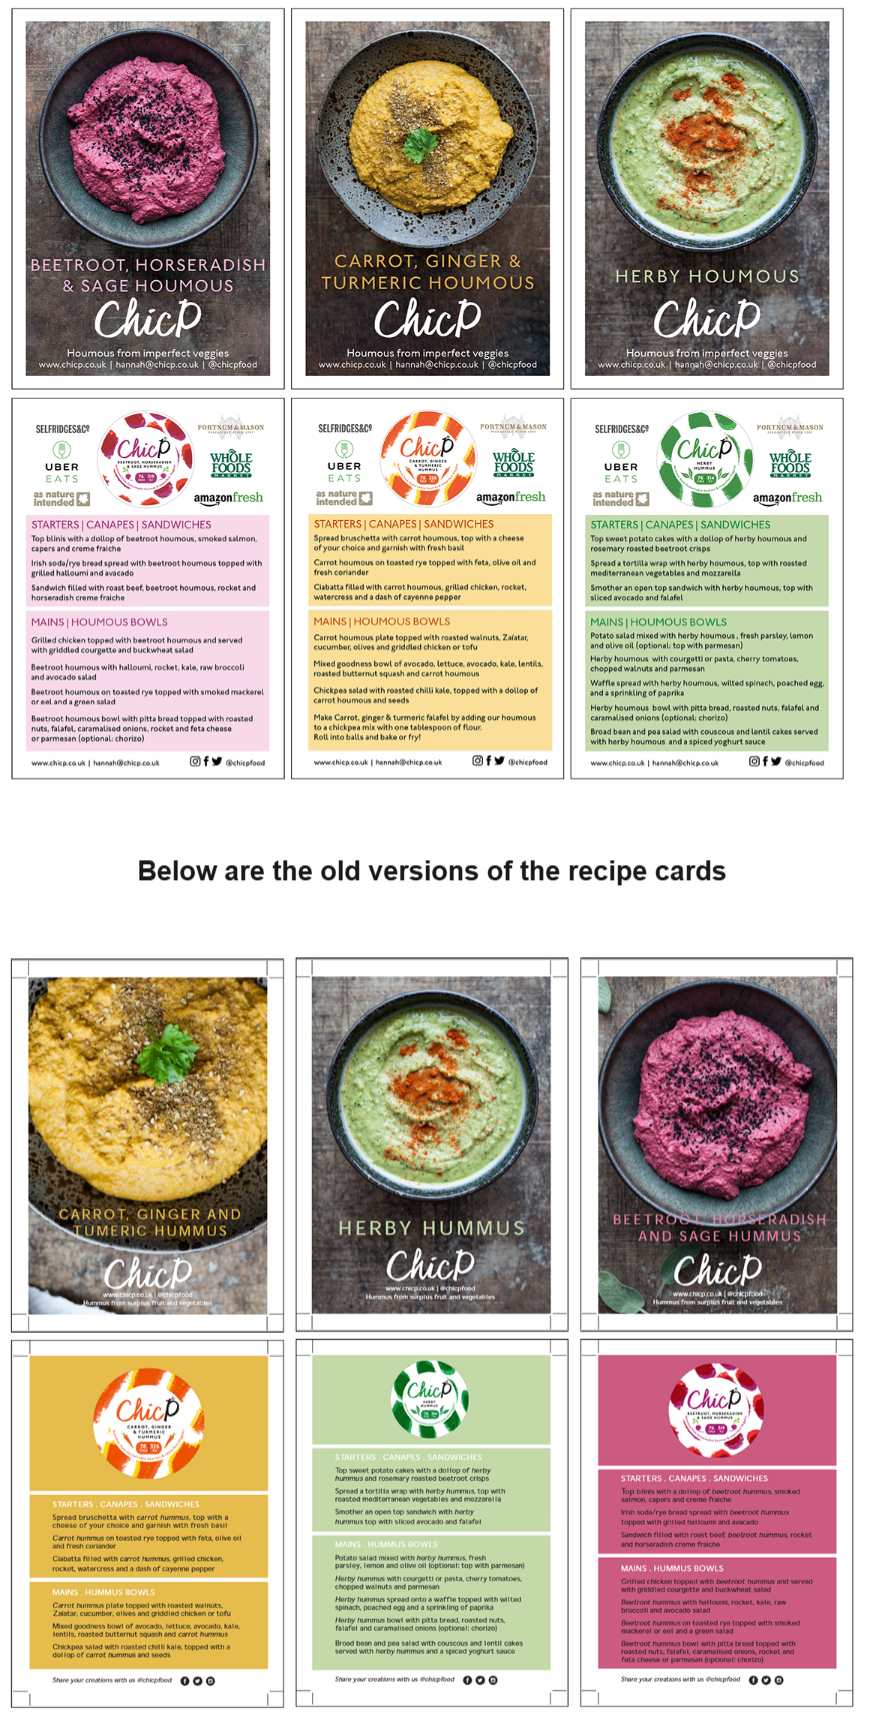 BEETROOT, HORSERADISH
& SAGE HOUMOUS
ChicP
Houmous from imperfect veggies
www.chicp.co.uk | hannah@chicp.co.uk | @chicpfood
CARROT, GINGER &
TURMERIC HOUMOUS
ChicP
Houmous from imperfect veggies
www.chicp.co.uk | hannah@chicp.co.uk | @chicpfood
HERBY HOUMOUS
ChicP
Houmous from imperfect veggies
www.chicp.co.uk | hannah@chicp.co.uk | @chicpfood
SELFRIDGES&Co
FORTNUM & MASON
UBER
EATS
ChicP
BEETROOT, HORSERADISH
& SAGE HUMMUS
WHOLE
FOODS
MARKET
as nature
intended
amazonfresh
STARTERS | CANAPES | SANDWICHES
Top blinis with a dollop of beetroot houmous, smoked salmon,
capers and creme fraiche
Irish soda/rye bread spread with beetroot houmous topped with
grilled halloumi and avacado
Sandwich filled with roast beef, beetroot houmous, rocket and
horseradish creme fraiche
MAINS | HOUMOUS BOWLS
Grilled chicken topped with beetroot houmous and served
with griddled courgette and buckwheat salad
Beetroot houmous with halloumi, rocket, kale, raw broccoli
and avocado salad
Beetroot houmous on toasted rye topped with smoked mackerel
or eel and a green salad
Beetroot houmous bowl with pitta bread topped with roasted
nuts, falafel, caramalised onions, rocket and feta cheese
or parmesan (optional: chorizo)
www.chicp.co.uk | hannah@chicp.co.uk
@chicpfood
SELFRIDGES&Co
FORTNUM & MASON
UBER
EATS
ChicP
CARROT, GINGER
& TURMERIC
HUMMUS
WHOLE
FOODS
MARKET
as nature
intended
amazonfresh
STARTERS | CANAPES | SANDWICHES
Spread bruschetta with carrot houmous, top with a cheese
of your choice and garnish with fresh basil
Carrot houmous on toasted rye topped with feta, olive oil and
fresh coriander
Ciabatta filled with carrot houmous, grilled chicken, rocket,
watercress and a dash of cayenne pepper
MAINS | HOUMOUS BOWLS
Carrot houmous plate topped with roasted walnuts, Za'atar,
cucumber, olives and griddled chicken or tofu
Mixed goodness bowl of avocado, lettuce, avocado, kale, lentils,
roasted butternut squash and carrot houmous
Chickpea salad with roasted chilli kale, topped with a dollop of
carrot houmous and seeds
Make Carrot, ginger & turmeric falafel by adding our houmous
to a chickpea mix with one tablespoon of flour.
Roll into balls and bake or fry!
www.chicp.co.uk | hannah@chicp.co.uk
@chicpfood
SELFRIDGES&Co
FORTNUM & MASON
UBER
EATS
ChicP
HERBY
HUMMUS
WHOLE
FOODS
MARKET
as nature
intended
amazonfresh
STARTERS | CANAPES | SANDWICHES
Top sweet potato cakes with a dollop of herby houmous and
rosemary roasted beetroot crisps
Spread a tortilla wrap with herby houmous, top with roasted
mediterranean vegetables and mozzarella
Smother an open top sandwich with herby houmous, top with
sliced avocado and falafel
MAINS | HOUMOUS BOWLS
Potato salad mixed with herby houmous , fresh parsley, lemon
and olive oil (optional: top with parmesan)
Herby houmous with courgetti or pasta, cherry tomatoes,
chopped walnuts and parmesan
Waffle spread with herby houmous, wilted spinach, poached egg,
and a sprinkling of paprika
Herby houmous bowl with pitta bread, roasted nuts, falafel and
caramalised onions (optional: chorizo)
Broad bean and pea salad with couscous and lentil cakes served
with herby houmous and a spiced yoghurt sauce
www.chicp.co.uk | hannah@chicp.co.uk
@chicpfood
Below are the old versions of the recipe cards
CARROT, GINGER AND
TUMERIC HUMMUS
ChicP
www.chicp.co.uk | @chicpfood
Hummus from surplus fruit and vegetables
HERBY HUMMUS
ChicP
www.chicp.co.uk | @chicpfood
Hummus from surplus fruit and vegetables
BEETROOT, HORSERADISH
AND SAGE HUMMUS
ChicP
www.chicp.co.uk | @chicpfood
Hummus from surplus fruit and vegetables
ChicP
CARROT, GINGER
& TURMERIC
HUMMUS
STARTERS . CANAPES . SANDWICHES
Spread bruschetta with carrot hummus, top with a
cheese of your choice and garnish with fresh basil
Carrot hummus on toasted rye topped with feta, olive oil
and fresh coriander
Ciabatta filled with carrot hummus, grilled chicken,
rocket, watercress and a dash of cayenne pepper
MAINS . HUMMUS BOWLS
Carrot hummus plate topped with roasted walnuts,
Za'atar, cucumber, olives and griddled chicken or tofu
Mixed goodness bowl of avocado, lettuce, avocado, kale,
lentils, roasted butternut squash and carrot hummus
Chickpea salad with roasted chilli kale, topped with a
dollop of carrot hummus and seeds
Share your creations with us @chicpfood
ChicP
HERBY
HUMMUS
STARTERS . CANAPES . SANDWICHES
Top sweet potato cakes with a dollop of herby
hummus and rosemary roasted beetroot crisps
Spread a tortilla wrap with herby hummus, top with
roasted mediterranean vegetables and mozzarella
Smother an open top sandwich with herby
hummus top with sliced avocado and falafel
MAINS . HUMMUS BOWLS
Potato salad mixed with herby hummus, fresh
parsley, lemon and olive oil (optional: top with parmesan)
Herby hummus with courgetti or pasta, cherry tomatoes,
chopped walnuts and parmesan
Herby hummus spread onto a waffle topped with wilted
spinach, poached egg and a sprinkling of paprika
Herby hummus bowl with pitta bread, roasted nuts,
falafel and caramalised onions (optional: chorizo)
Broad bean and pea salad with couscous and lentil cakes
served with herby hummus and a spiced yoghurt sauce
Share your creations with us @chicpfood
ChicP
BEETROOT, HORSERADISH
& SAGE HUMMUS
STARTERS . CANAPES . SANDWICHES
Top blinis with a dollop of beetroot hummus, smoked
salmon, capers and creme fraiche
Irish soda/rye bread spread with beetroot hummus
topped with grilled halloumi and avacado
Sandwich filled with roast beef, beetroot hummus, rocket
and horseradish creme fraiche
MAINS . HUMMUS BOWLS
Grilled chicken topped with beetroot hummus and served
with griddled courgette and buckwheat salad
Beetroot hummus with halloumi, rocket, kale, raw
broccoli and avocado salad
Beetroot hummus on toasted rye topped with smoked
mackerel or eel and a green salad
Beetroot hummus bowl with pitta bread topped with
roasted nuts, falafel, caramalised onions, rocket and
feta cheese or parmesan (optional: chorizo)
Share your creations with us @chicpfood